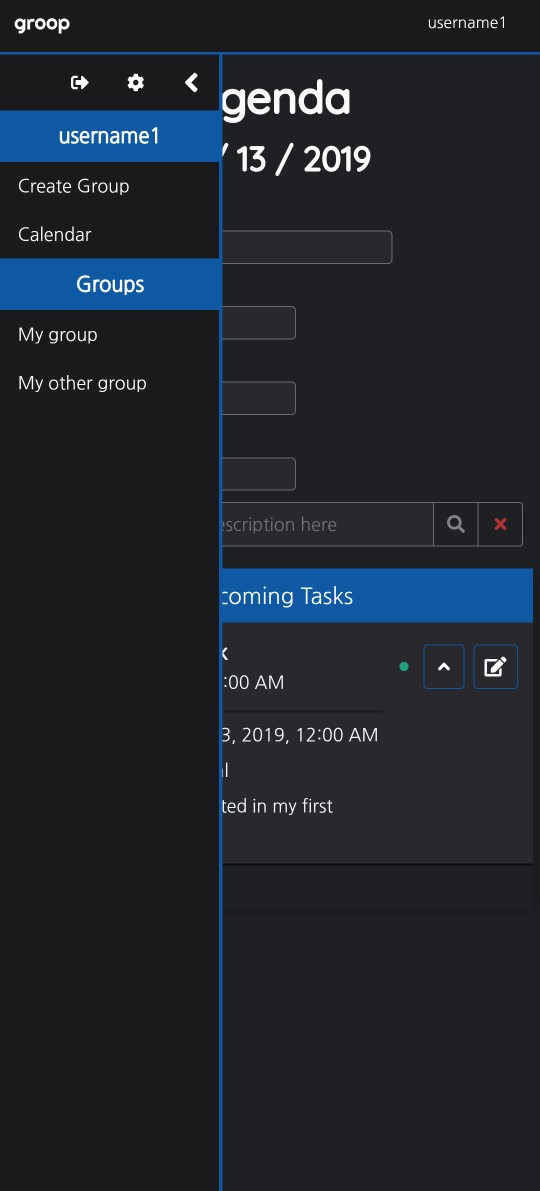 groop
username1
genda
/ 13 / 2019
username1
Create Group
Calendar
Groups
My group
My other group
escription here
coming Tasks
k
:00 AM
3, 2019, 12:00 AM
al
ted in my first